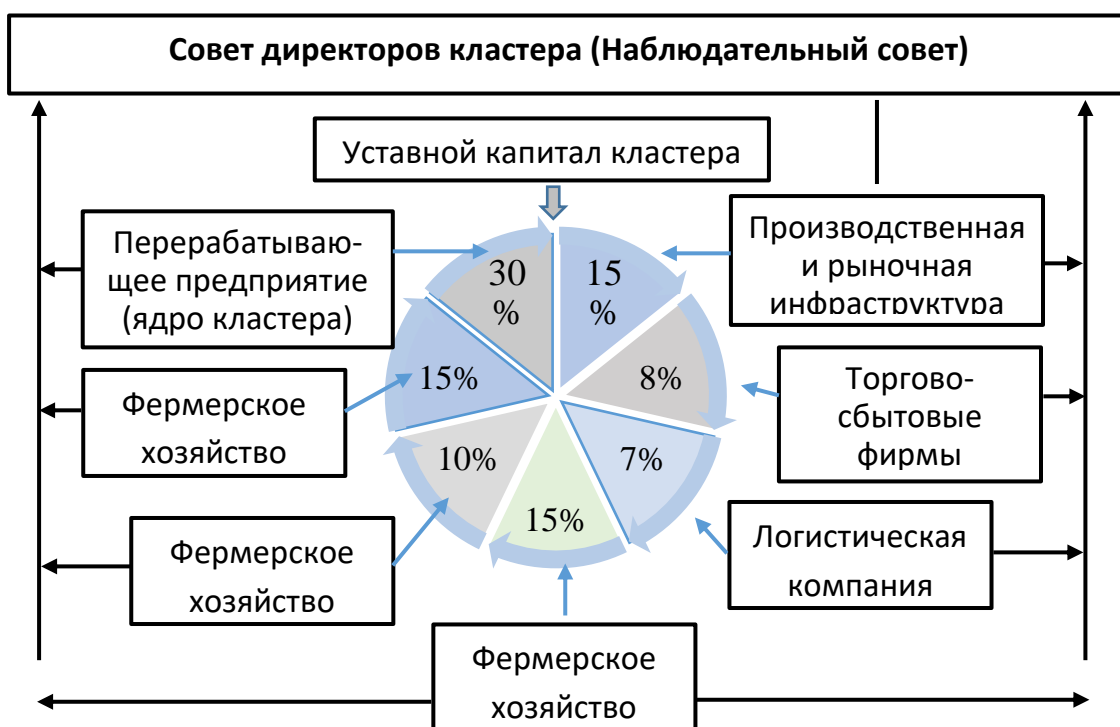 Совет директоров кластера (Наблюдательный совет)
Уставной капитал кластера
Перерабатываю-
щее предприятие
(ядро кластера)
Производственная
и рыночная
инфраструктура
30
%
15
%
15%
8%
Фермерское
хозяйство
Торгово-
сбытовые
фирмы
10%
7%
15%
Фермерское
хозяйство
Логистическая
компания
Фермерское
хозяйство